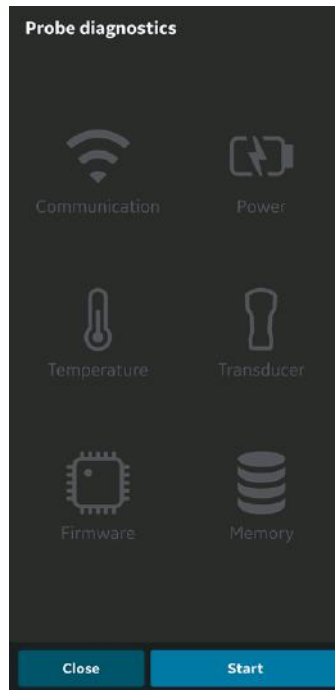 Probe diagnostics
Communication
Power
Temperature
Transducer
Firmware
Memory
Close
Start